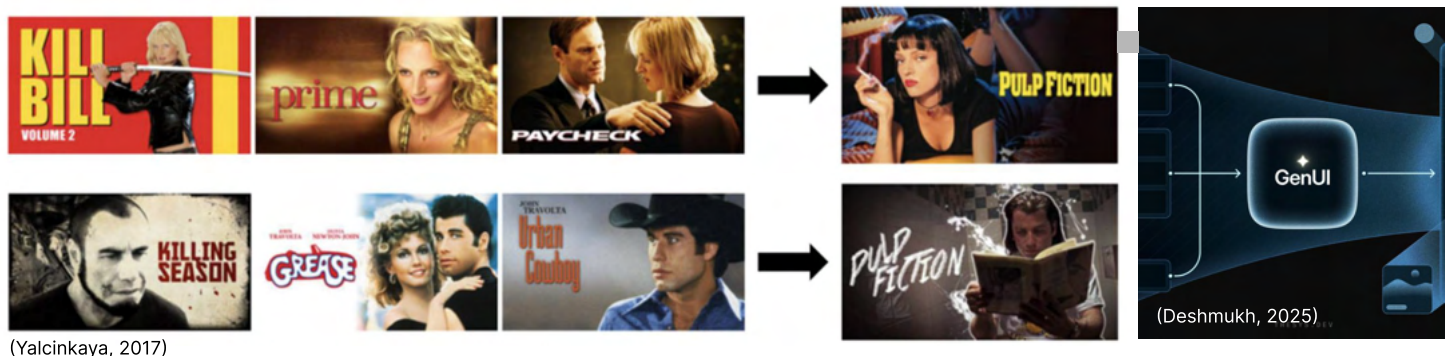 KILL
BILL
VOLUME 2
prime
PAYCHECK
PULP FICTION
GenUI
KILLING
SEASON
JOHN
TRAVOLTA
OLIVIA
NEWTON-JOHN
GREASE
JOHN
TRAVOLTA
Urban
Cowboy
PULP
FICTION
(Yalcinkaya, 2017)
(Deshmukh, 2025)